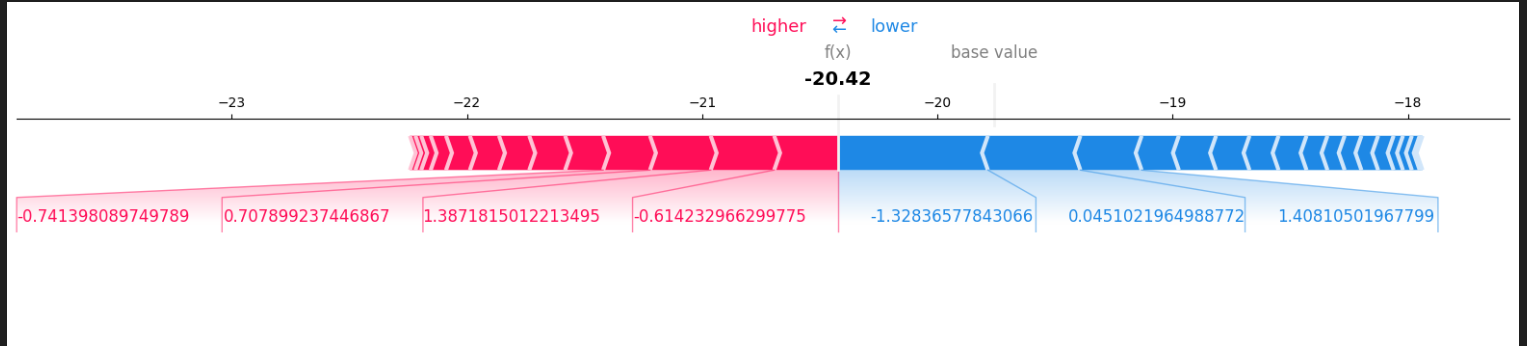 higher ⇄ lower
f(x) base value
-20.42
−23 −22 −21 −20 −19 −18
-0.741398089749789 0.707899237446867 1.3871815012213495 -0.614232966299775 -1.32836577843066 0.0451021964988772 1.40810501967799